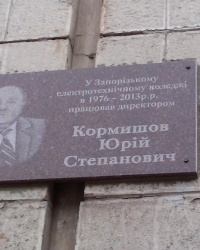 У Запорізькому
електротехнічному коледжі
в 1976 - 2013р.р.
працював директором
Кормишов
Юрій
Степанович